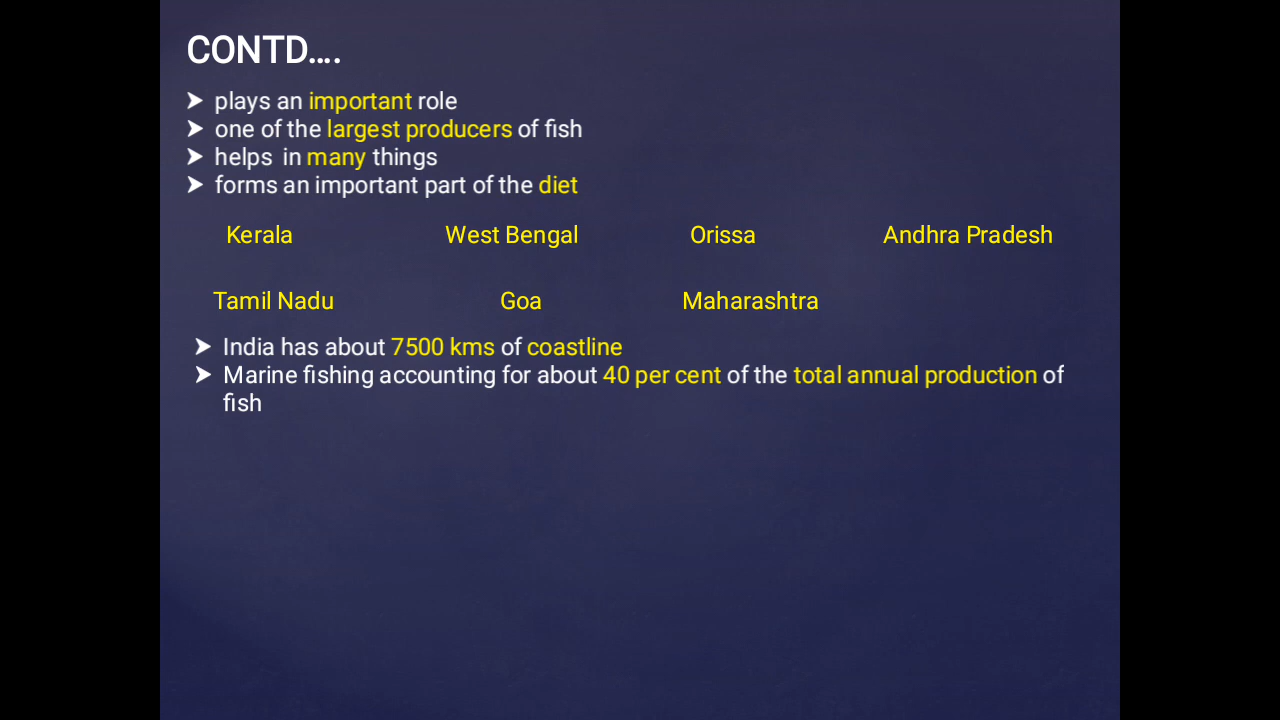 CONTD....
➤ plays an important role
➤ one of the largest producers of fish
➤ helps in many things
➤ forms an important part of the diet
Kerala West Bengal Orissa Andhra Pradesh
Tamil Nadu Goa Maharashtra
➤ India has about 7500 kms of coastline
➤ Marine fishing accounting for about 40 per cent of the total annual production of
fish